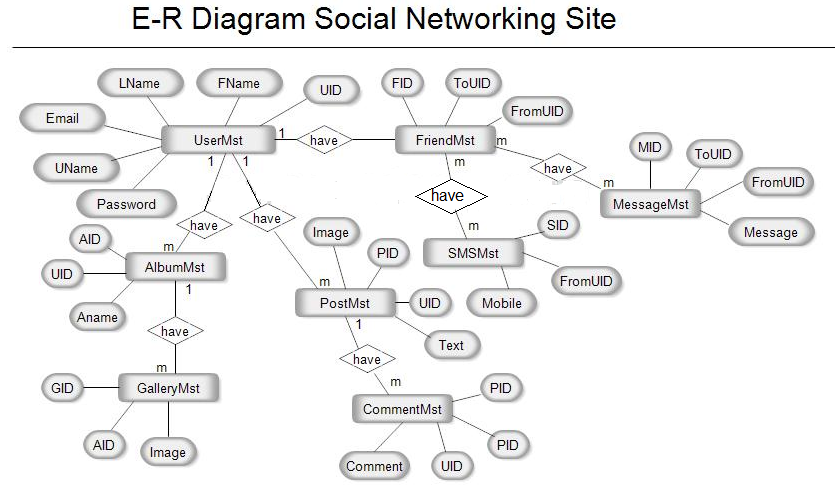 E-R Diagram Social Networking Site
LName
FName
UID
FID
ToUID
FromUID
Email
UserMst
1
have
FriendMst
m
UName
1
1
m
have
m
MID
ToUID
FromUID
Password
have
MessageMst
Message
have
have
m
SID
AID
m
Image
PID
SMSMst
UID
AlbumMst
m
FromUID
Aname
1
PostMst
UID
Mobile
1
Text
have
have
m
m
GID
GalleryMst
PID
CommentMst
AID
Image
PID
Comment
UID